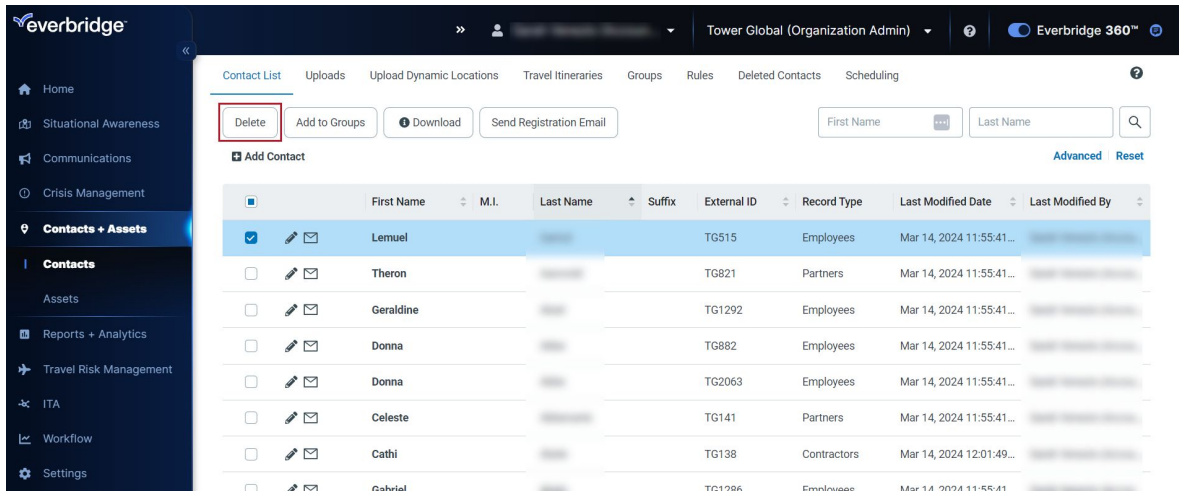 everbridge
» Tower Global (Organization Admin) Everbridge 360™
«
Home
Situational Awareness
Communications
Crisis Management
Contacts + Assets
Contacts
Assets
Reports + Analytics
Travel Risk Management
ITA
Workflow
Settings
Contact List Uploads Upload Dynamic Locations Travel Itineraries Groups Rules Deleted Contacts Scheduling
Delete Add to Groups Download Send Registration Email First Name Last Name
Add Contact Advanced Reset
First Name M.I. Last Name Suffix External ID Record Type Last Modified Date Last Modified By
Lemuel TG515 Employees Mar 14, 2024 11:55:41...
Theron TG821 Partners Mar 14, 2024 11:55:41...
Geraldine TG1292 Employees Mar 14, 2024 11:55:41...
Donna TG882 Employees Mar 14, 2024 11:55:41...
Donna TG2063 Employees Mar 14, 2024 11:55:41...
Celeste TG141 Partners Mar 14, 2024 11:55:41...
Cathi TG138 Contractors Mar 14, 2024 12:01:49...
Gabriel TG1286 Employees Mar 14, 2024 11:55:41